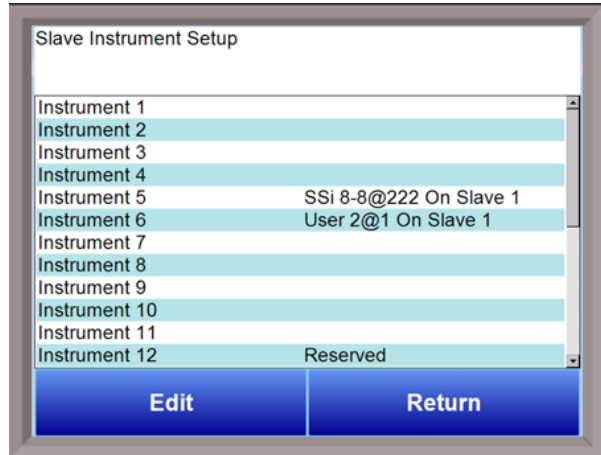 Slave Instrument Setup
Instrument 1
Instrument 2
Instrument 3
Instrument 4
Instrument 5 SSi 8-8@222 On Slave 1
Instrument 6 User 2@1 On Slave 1
Instrument 7
Instrument 8
Instrument 9
Instrument 10
Instrument 11
Instrument 12 Reserved
Edit Return